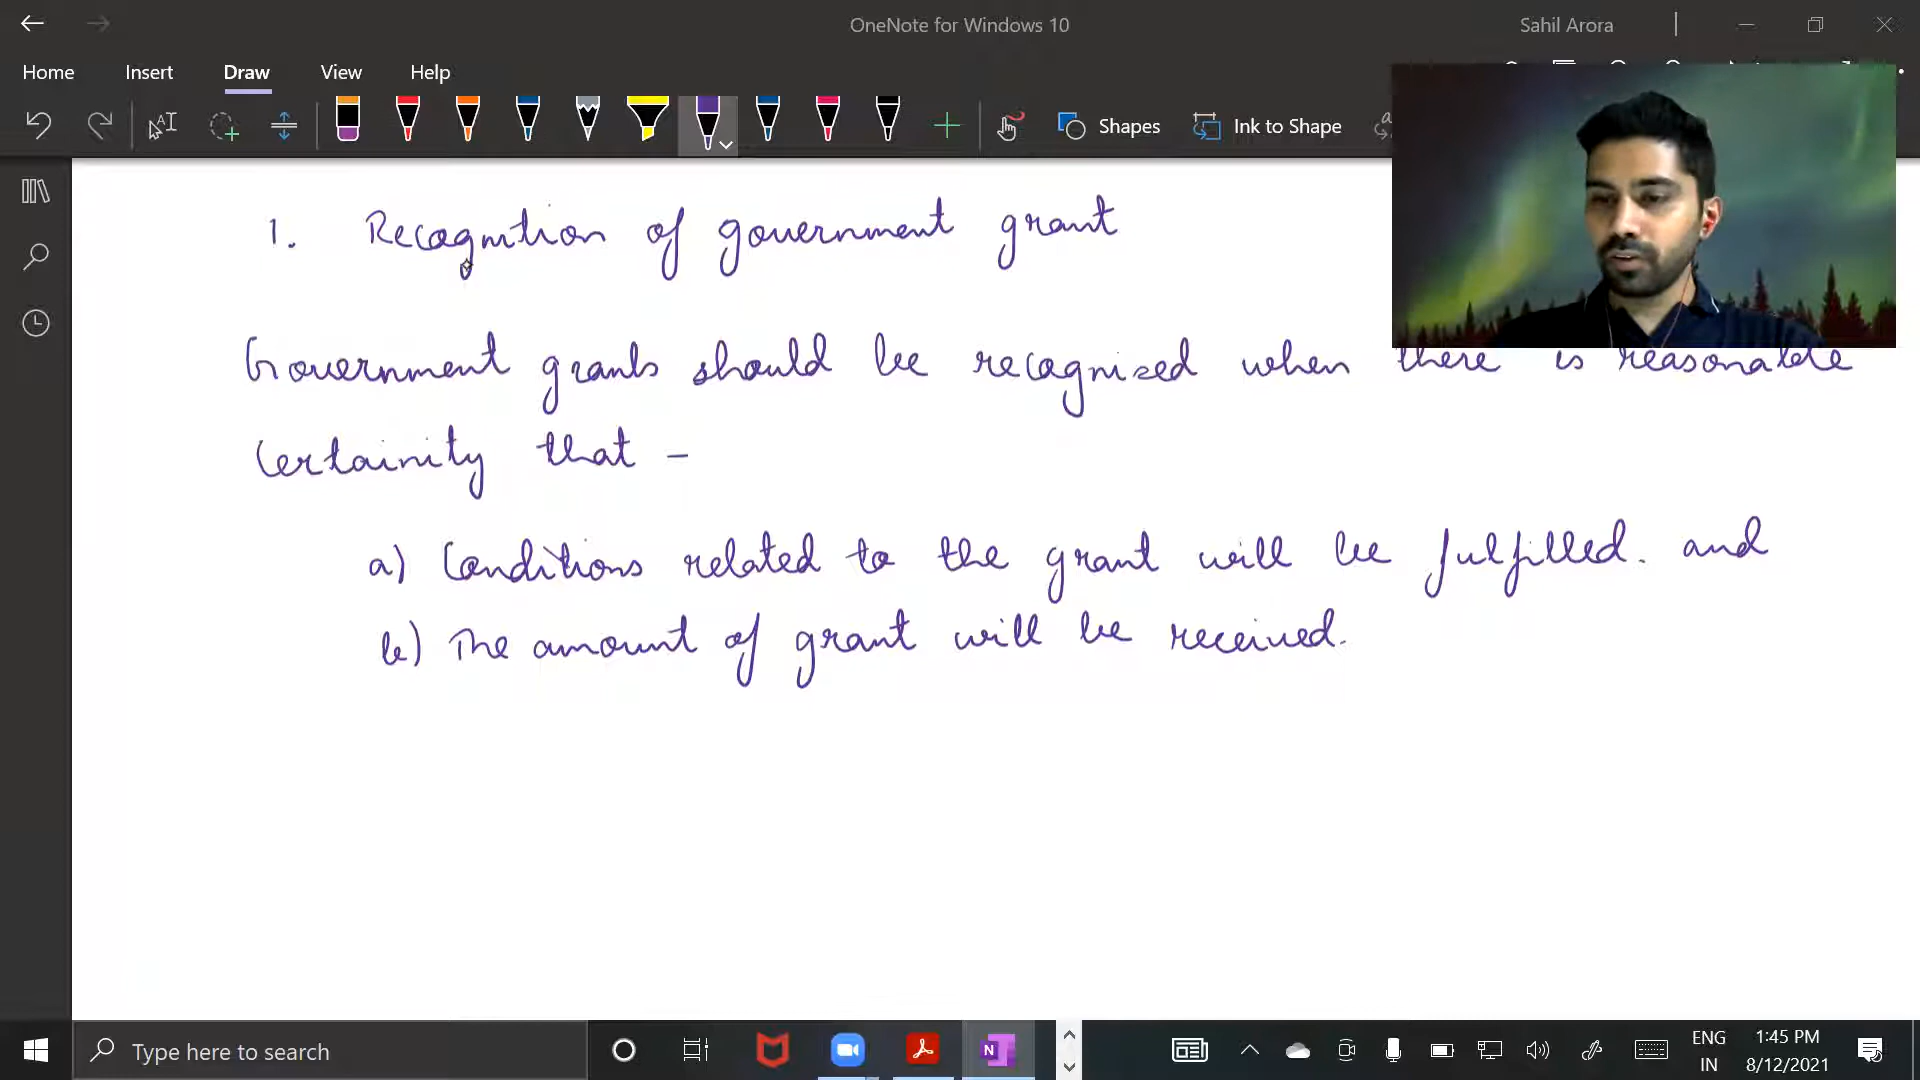 OneNote for Windows 10
Sahil Arora
Home Insert Draw View Help
Shapes Ink to Shape
1. Recognition of government grant
Government grants should be recognized when there is reasonable
Certainity that -
a) Conditions related to the grant will be fulfilled. and
b) The amount of grant will be received.
Type here to search
N
ENG
IN
1:45 PM
8/12/2021